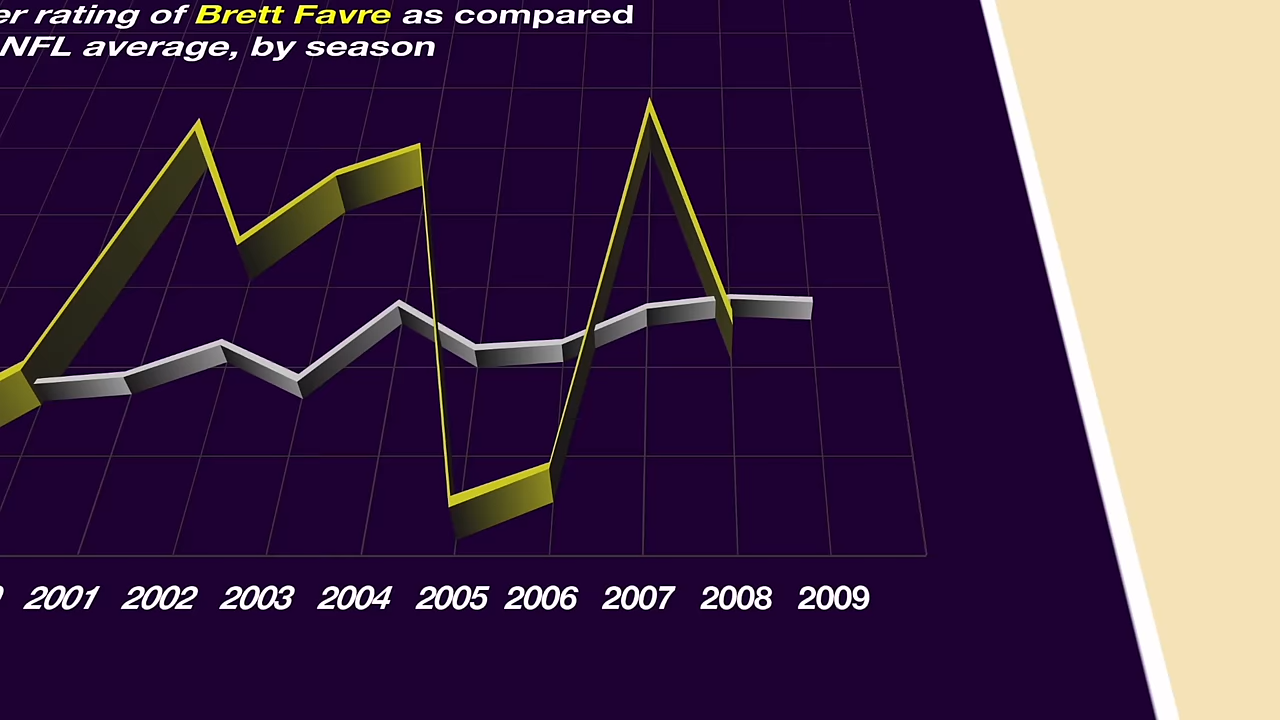 er rating of Brett Favre as compared
NFL average, by season
2001 2002 2003 2004 2005 2006 2007 2008 2009